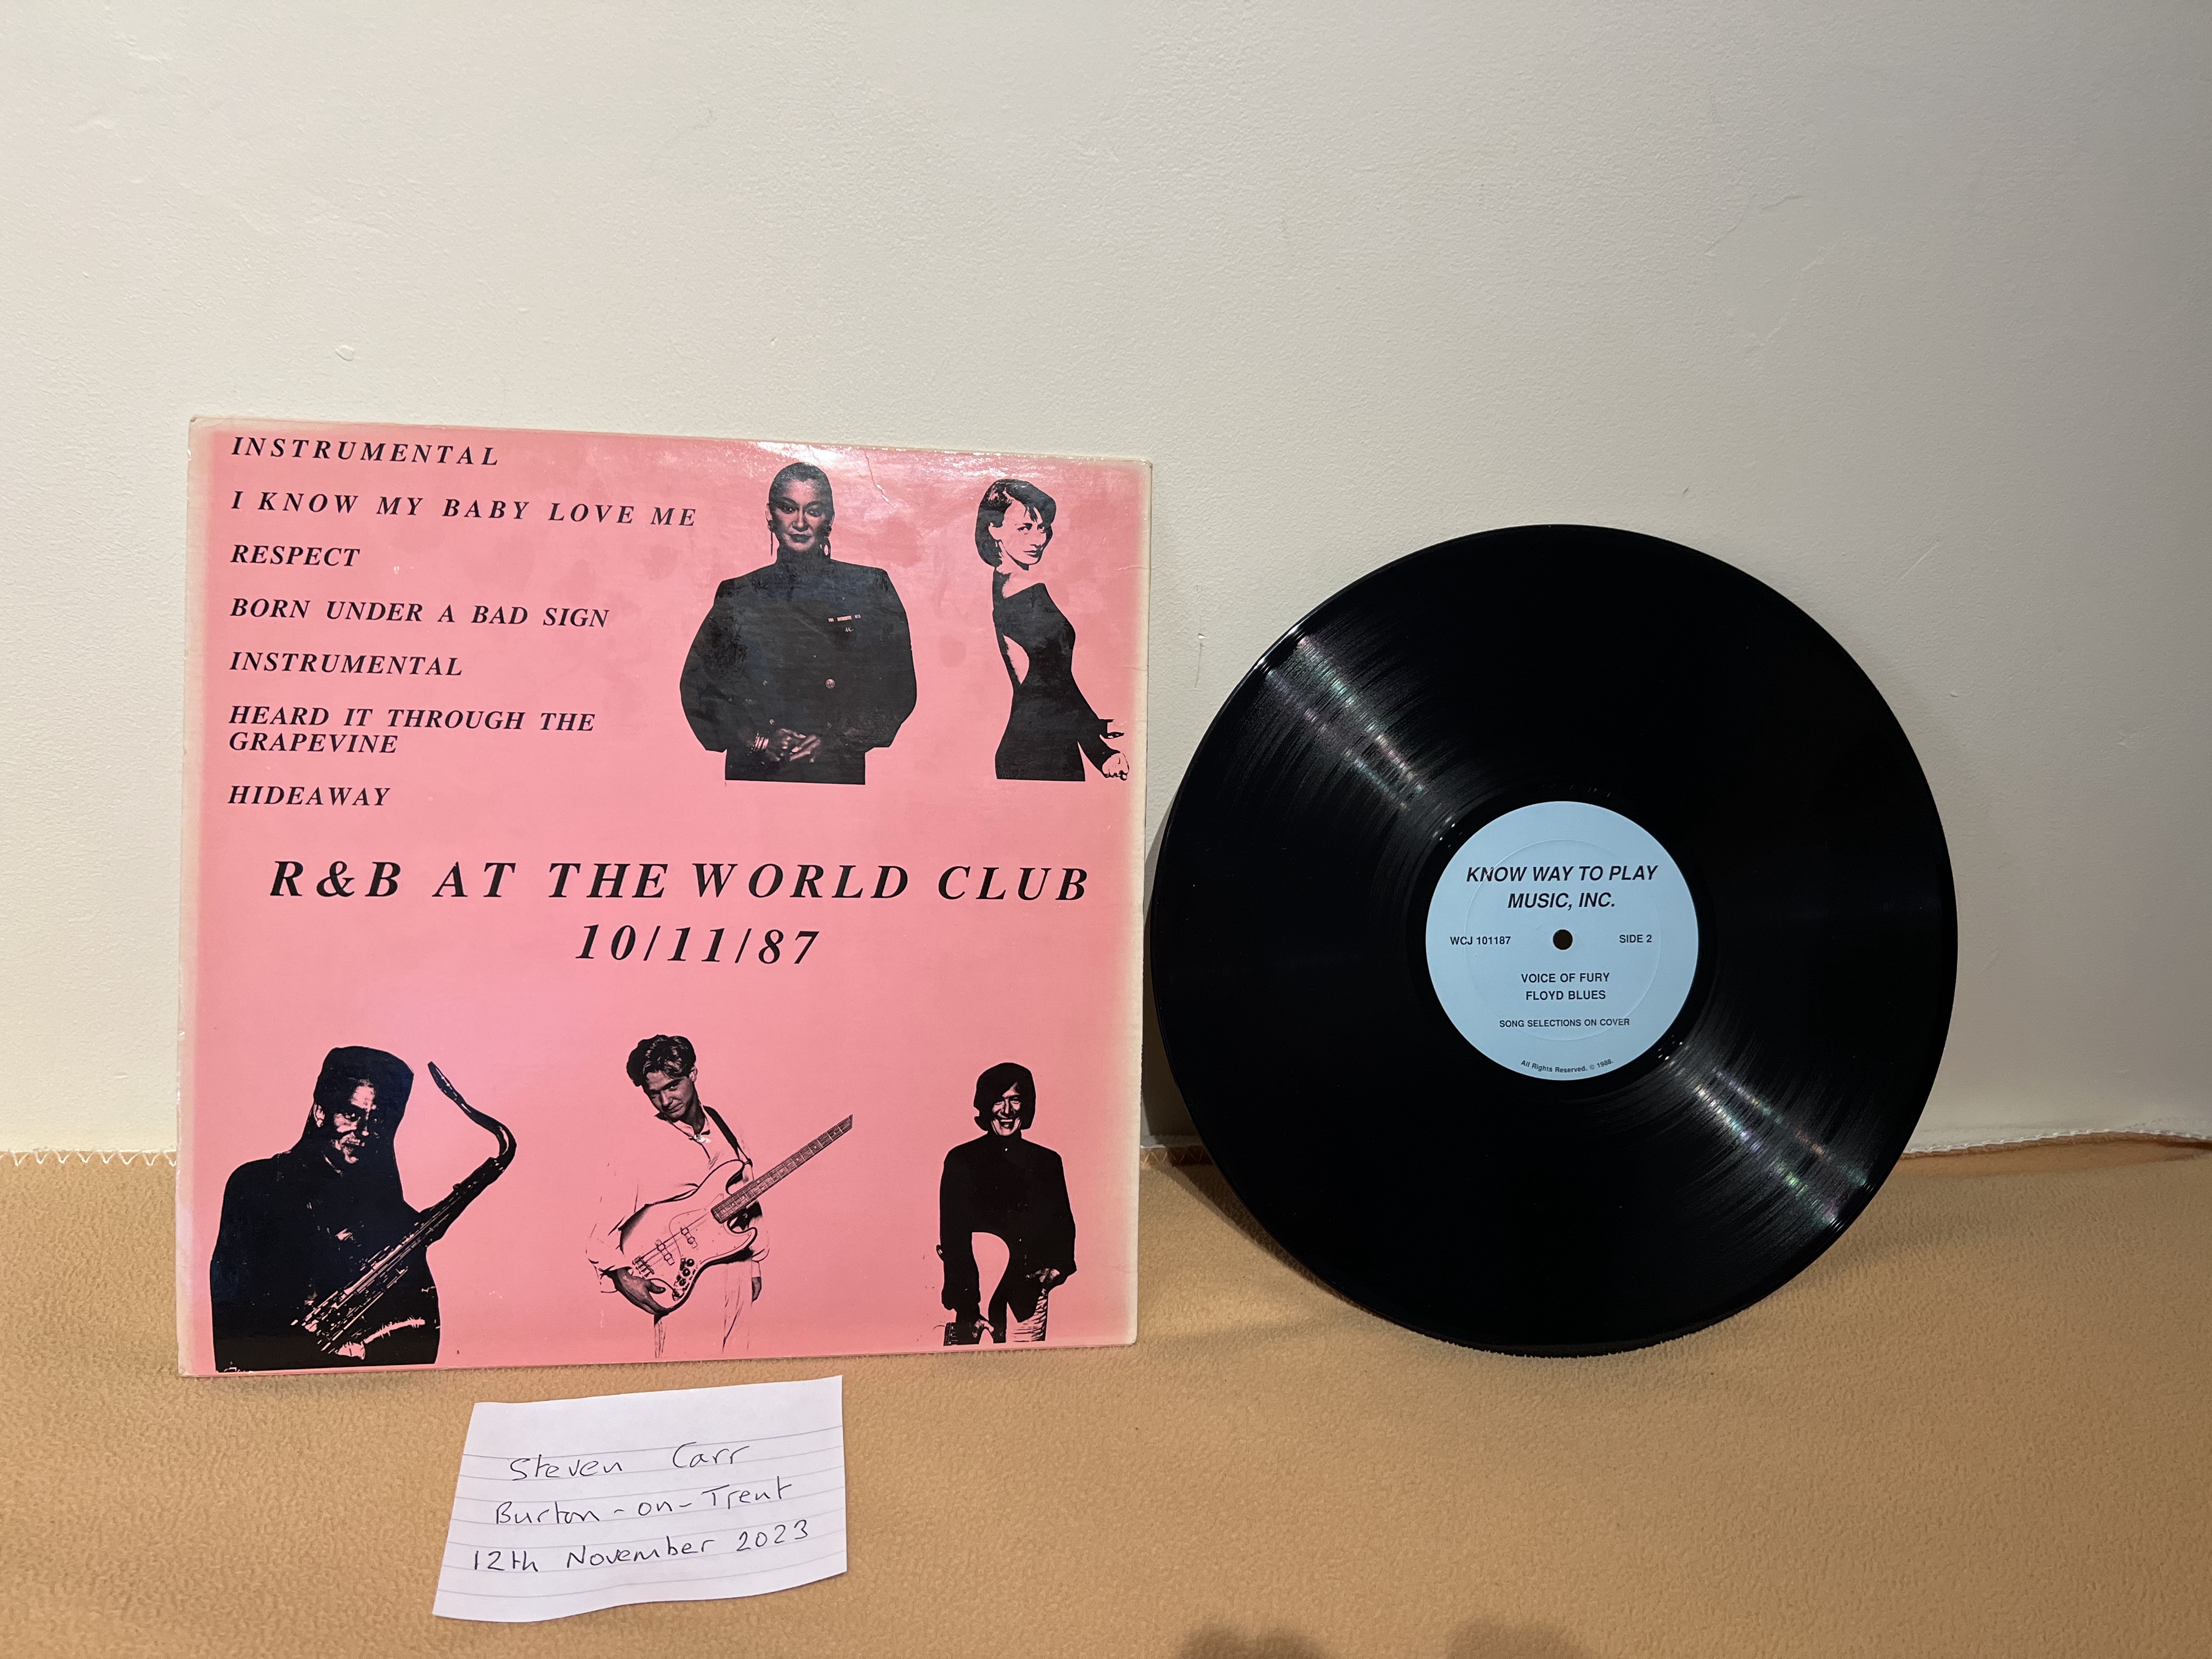 INSTRUMENTAL
I KNOW MY BABY LOVE ME
RESPECT
BORN UNDER A BAD SIGN
INSTRUMENTAL
HEARD IT THROUGH THE
GRAPEVINE
HIDEAWAY
R&B AT THE WORLD CLUB
10/11/87
KNOW WAY TO PLAY
MUSIC, INC.
WCJ 101187 SIDE 2
VOICE OF FURY
FLOYD BLUES
SONG SELECTIONS ON COVER
All Rights Reserved. © 1988.
Steven Carr
Burton-on-Trent
12th November 2023